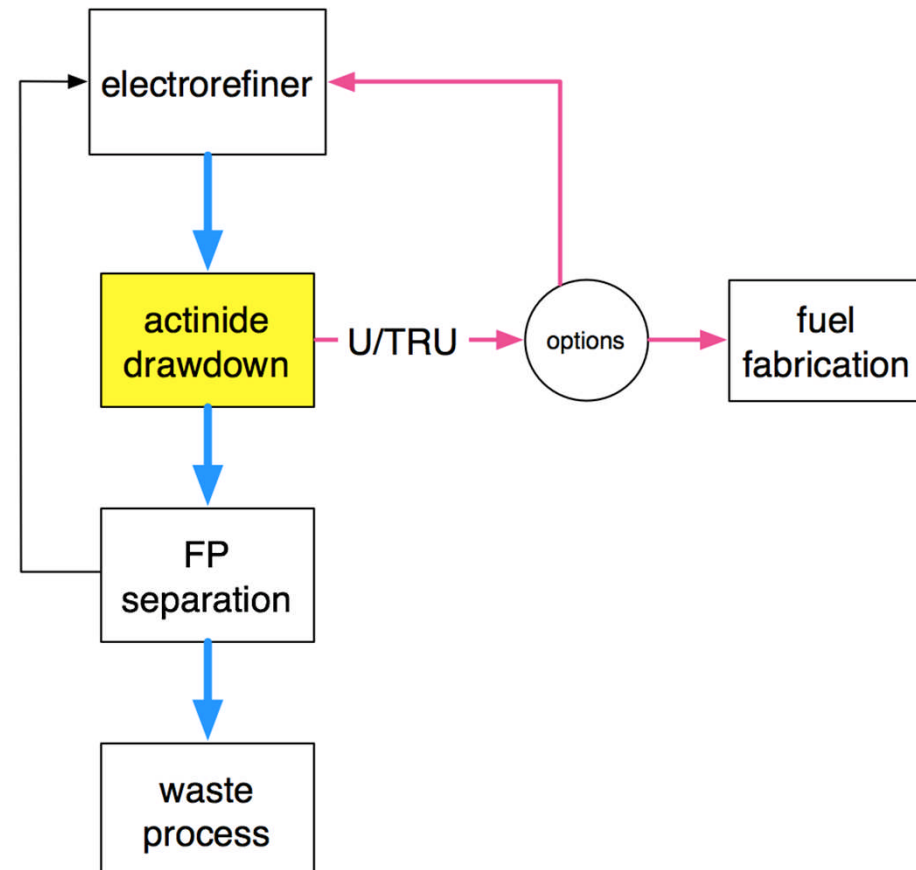 electrorefiner
actinide
drawdown
U/TRU
options
fuel
fabrication
FP
separation
waste
process